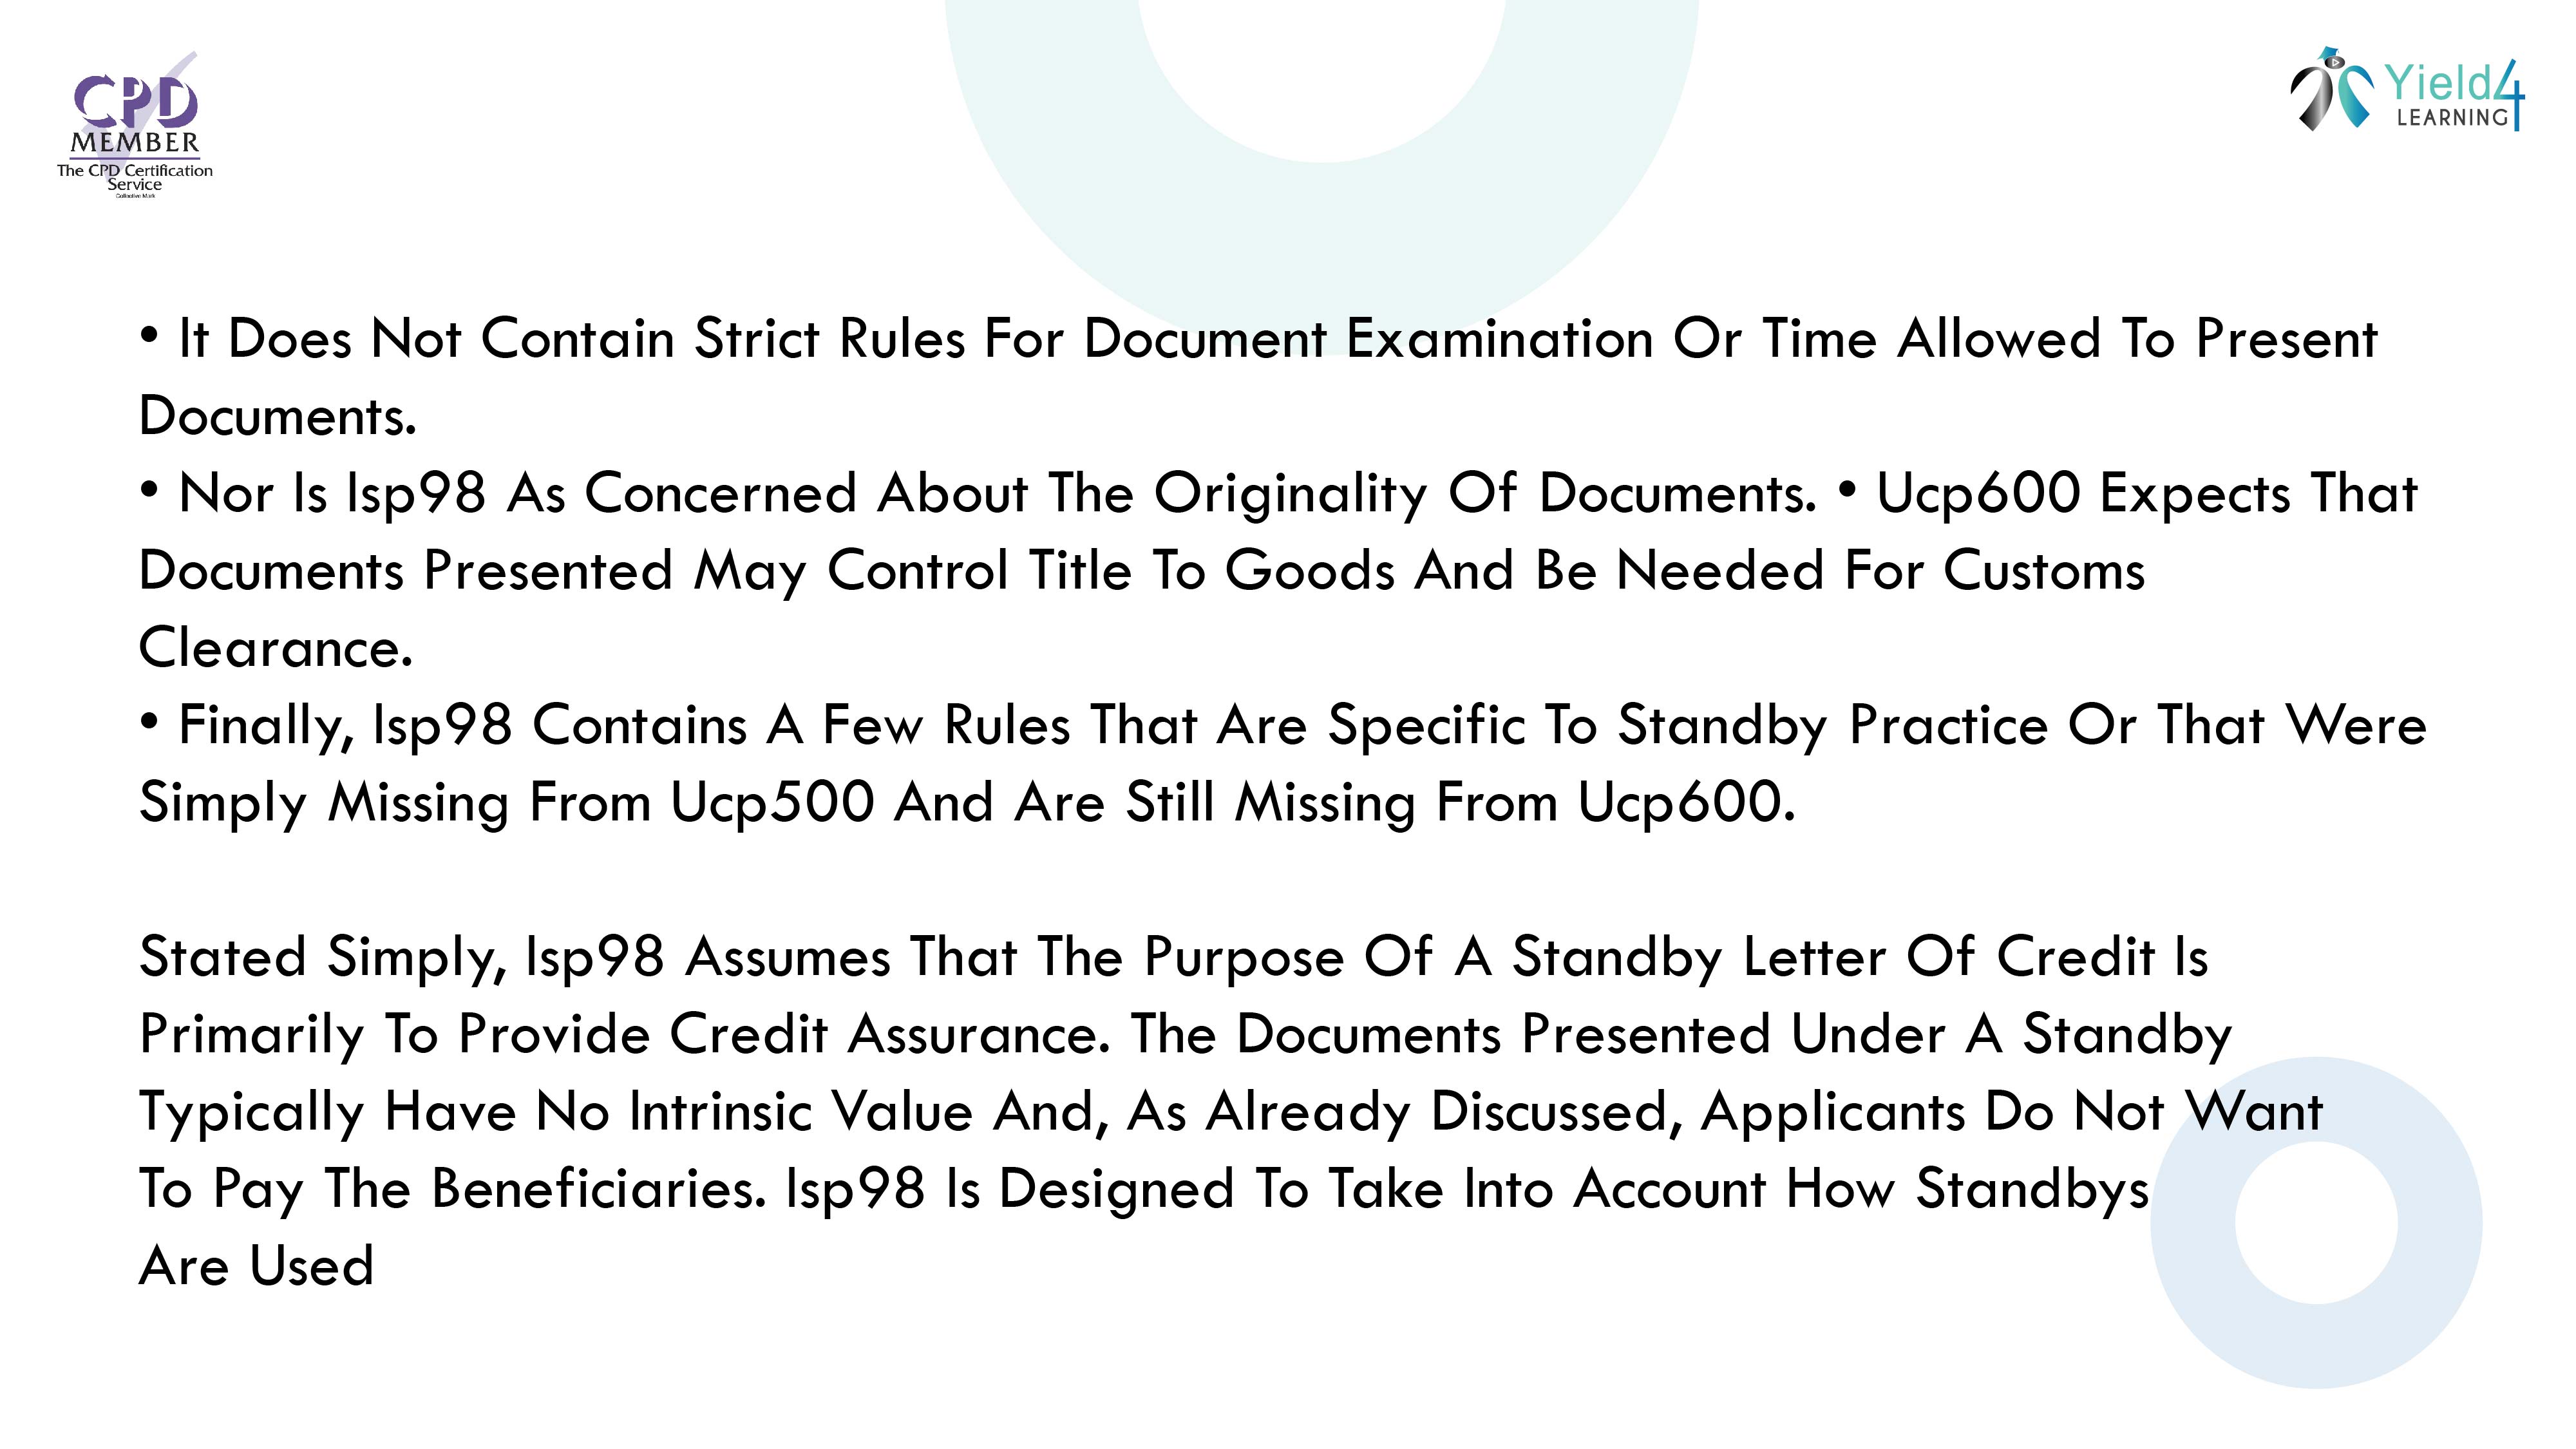 CPD
MEMBER
The CPD Certification
Service
Collective Mark
Yield4
LEARNING
• It Does Not Contain Strict Rules For Document Examination Or Time Allowed To Present
Documents.
• Nor Is Isp98 As Concerned About The Originality Of Documents. • Ucp600 Expects That
Documents Presented May Control Title To Goods And Be Needed For Customs
Clearance.
• Finally, Isp98 Contains A Few Rules That Are Specific To Standby Practice Or That Were
Simply Missing From Ucp500 And Are Still Missing From Ucp600.
Stated Simply, Isp98 Assumes That The Purpose Of A Standby Letter Of Credit Is
Primarily To Provide Credit Assurance. The Documents Presented Under A Standby
Typically Have No Intrinsic Value And, As Already Discussed, Applicants Do Not Want
To Pay The Beneficiaries. Isp98 Is Designed To Take Into Account How Standbys
Are Used